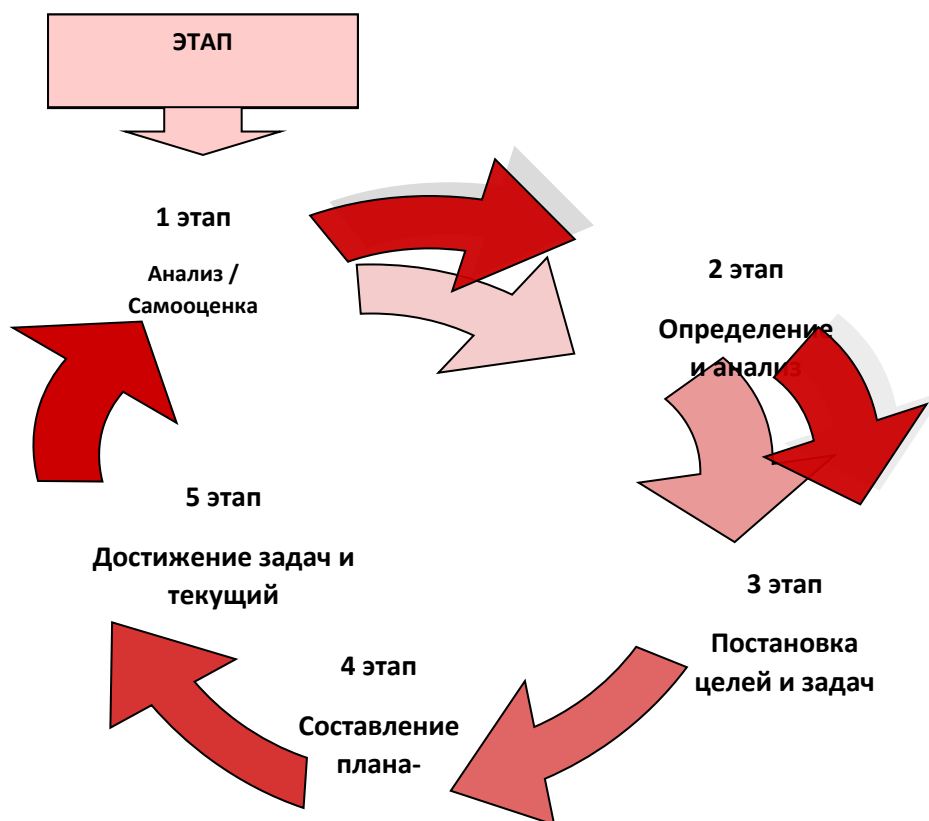 ЭТАП
1 этап
Анализ /
Самооценка
2 этап
Определение
и анализ
3 этап
Постановка
целей и задач
4 этап
Составление
плана-
5 этап
Достижение задач и
текущий